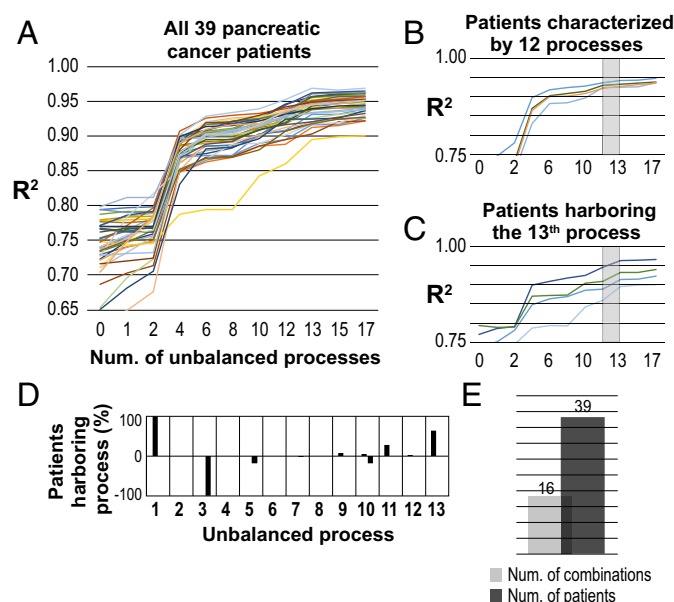 A
All 39 pancreatic
cancer patients
1.00
0.95
0.90
0.85
R²
0.80
0.75
0.70
0.65
0 1 2 4 6 8 10 12 13 15 17
Num. of unbalanced processes
B
Patients characterized
by 12 processes
1.00
R²
0.75
0 2 6 10 13 17
C
Patients harboring
the 13th process
1.00
R²
0.75
0 2 6 10 13 17
D
Patients
harboring
process (%)
100
0
-100
1 2 3 4 5 6 7 8 9 10 11 12 13
Unbalanced process
E
39
16
Num. of combinations
Num. of patients